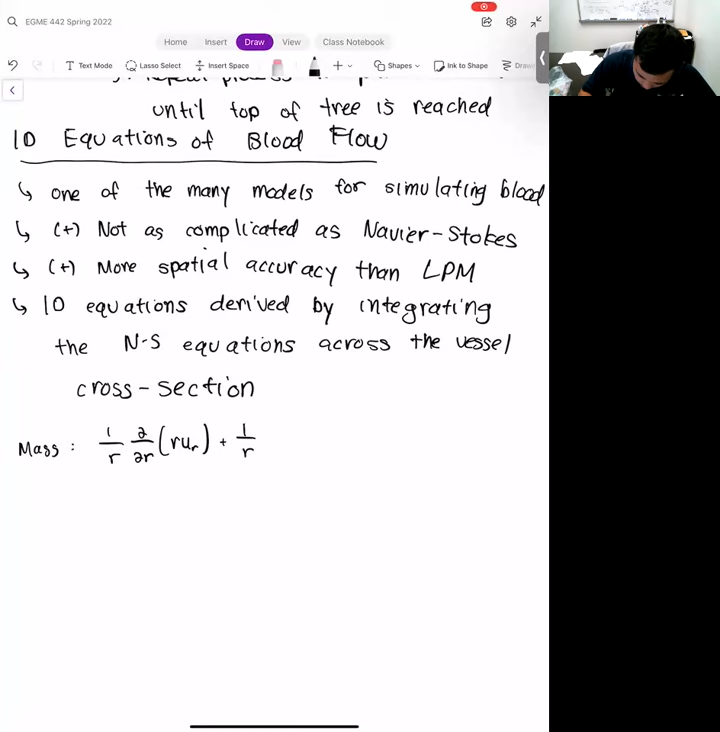 EGME 442 Spring 2022
Home Insert Draw View Class Notebook
Text Mode Lasso Select Insert Space Shapes Ink to Shape Draw
until top of tree is reached
1D Equations of Blood Flow
↳ one of the many models for simulating blood
↳ (+) Not as complicated as Navier-Stokes
↳ (+) More spatial accuracy than LPM
↳ 1D equations derived by integrating
the N-S equations across the vessel
cross-section
Mass: 1/r ∂/∂r (ru_r) + 1/r